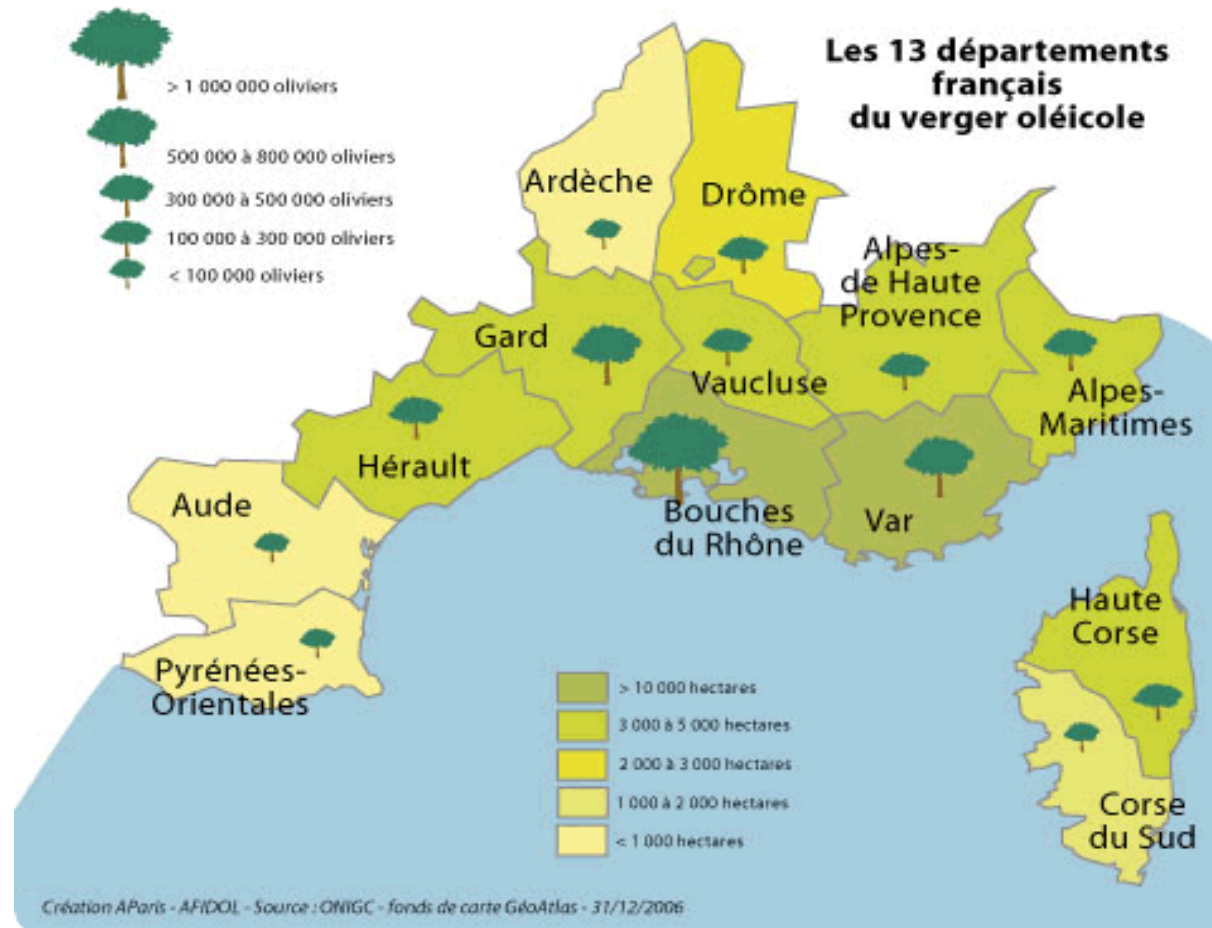 Les 13 départements
français
du verger oléicole
> 1 000 000 oliviers
500 000 à 800 000 oliviers
300 000 à 500 000 oliviers
100 000 à 300 000 oliviers
< 100 000 oliviers
Ardèche
Drôme
Alpes-
de Haute
Provence
Gard
Vaucluse
Alpes-
Maritimes
Hérault
Aude
Bouches
du Rhône
Var
Pyrénées-
Orientales
Haute
Corse
Corse
du Sud
> 10 000 hectares
3 000 à 5 000 hectares
2 000 à 3 000 hectares
1 000 à 2 000 hectares
< 1 000 hectares
Création AParis - AFIDOL - Source : ONIGC - fonds de carte GéoAtlas - 31/12/2006